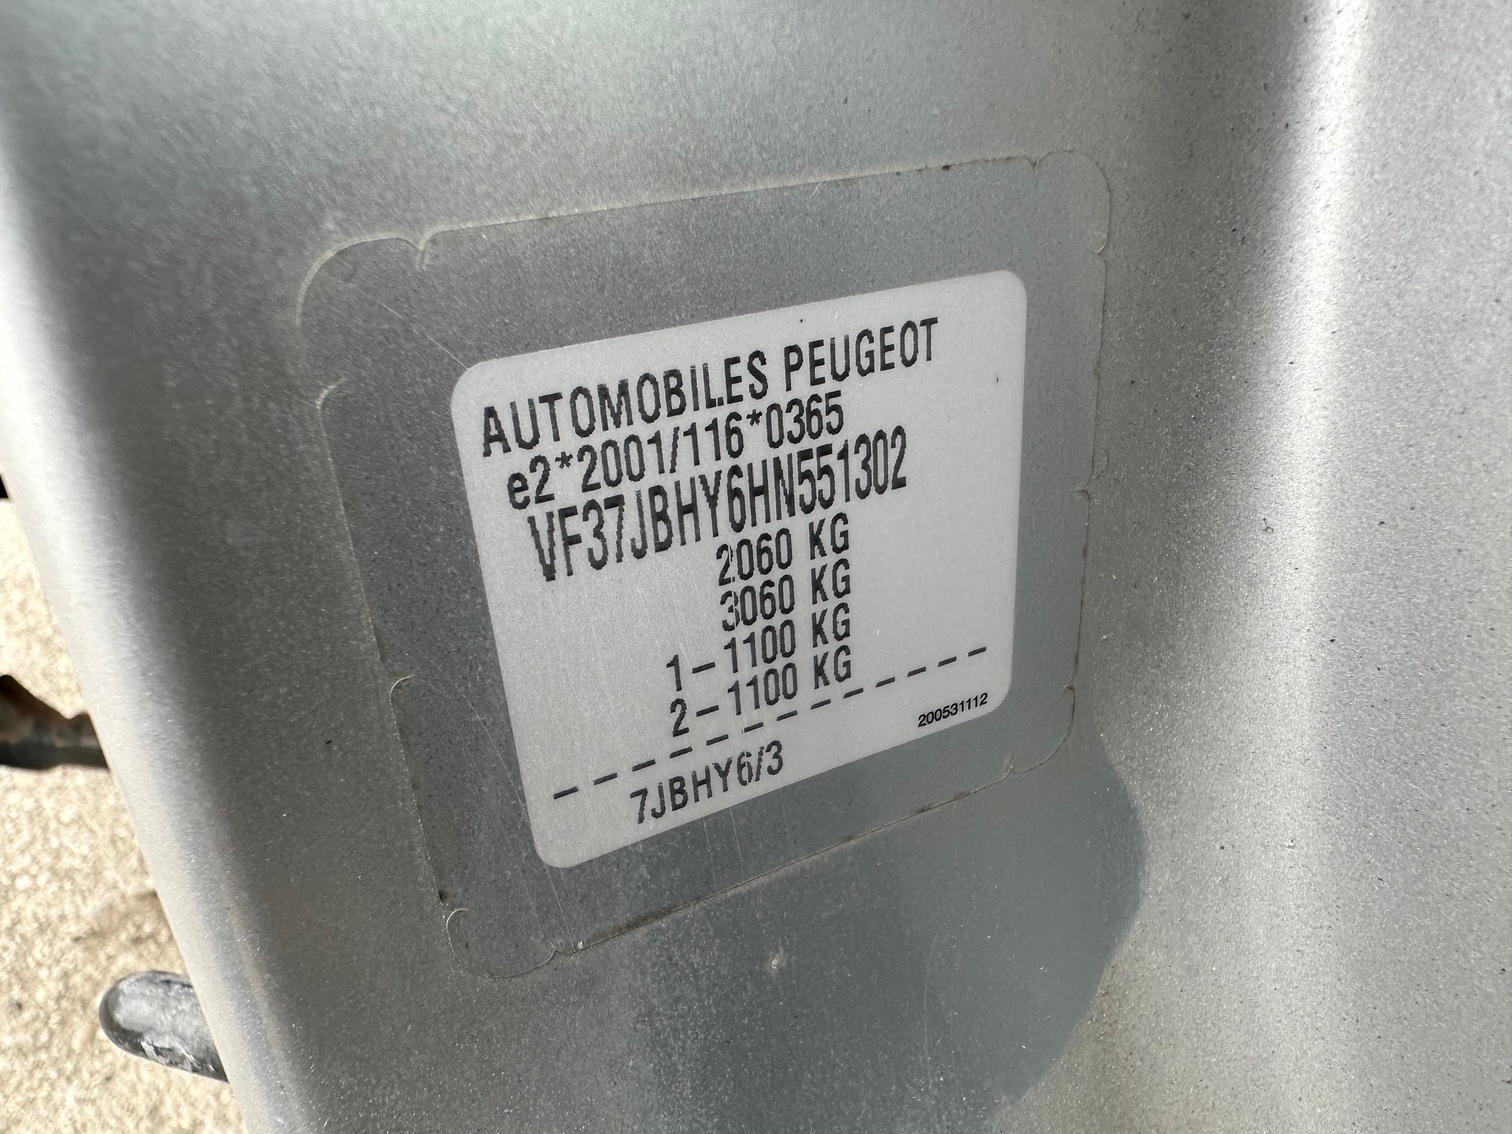 AUTOMOBILES PEUGEOT
e2*2001/116*0365
VF37JBHY6HN551302
2060 KG
3060 KG
1-1100 KG
2-1100 KG
200531112
7JBHY6/3